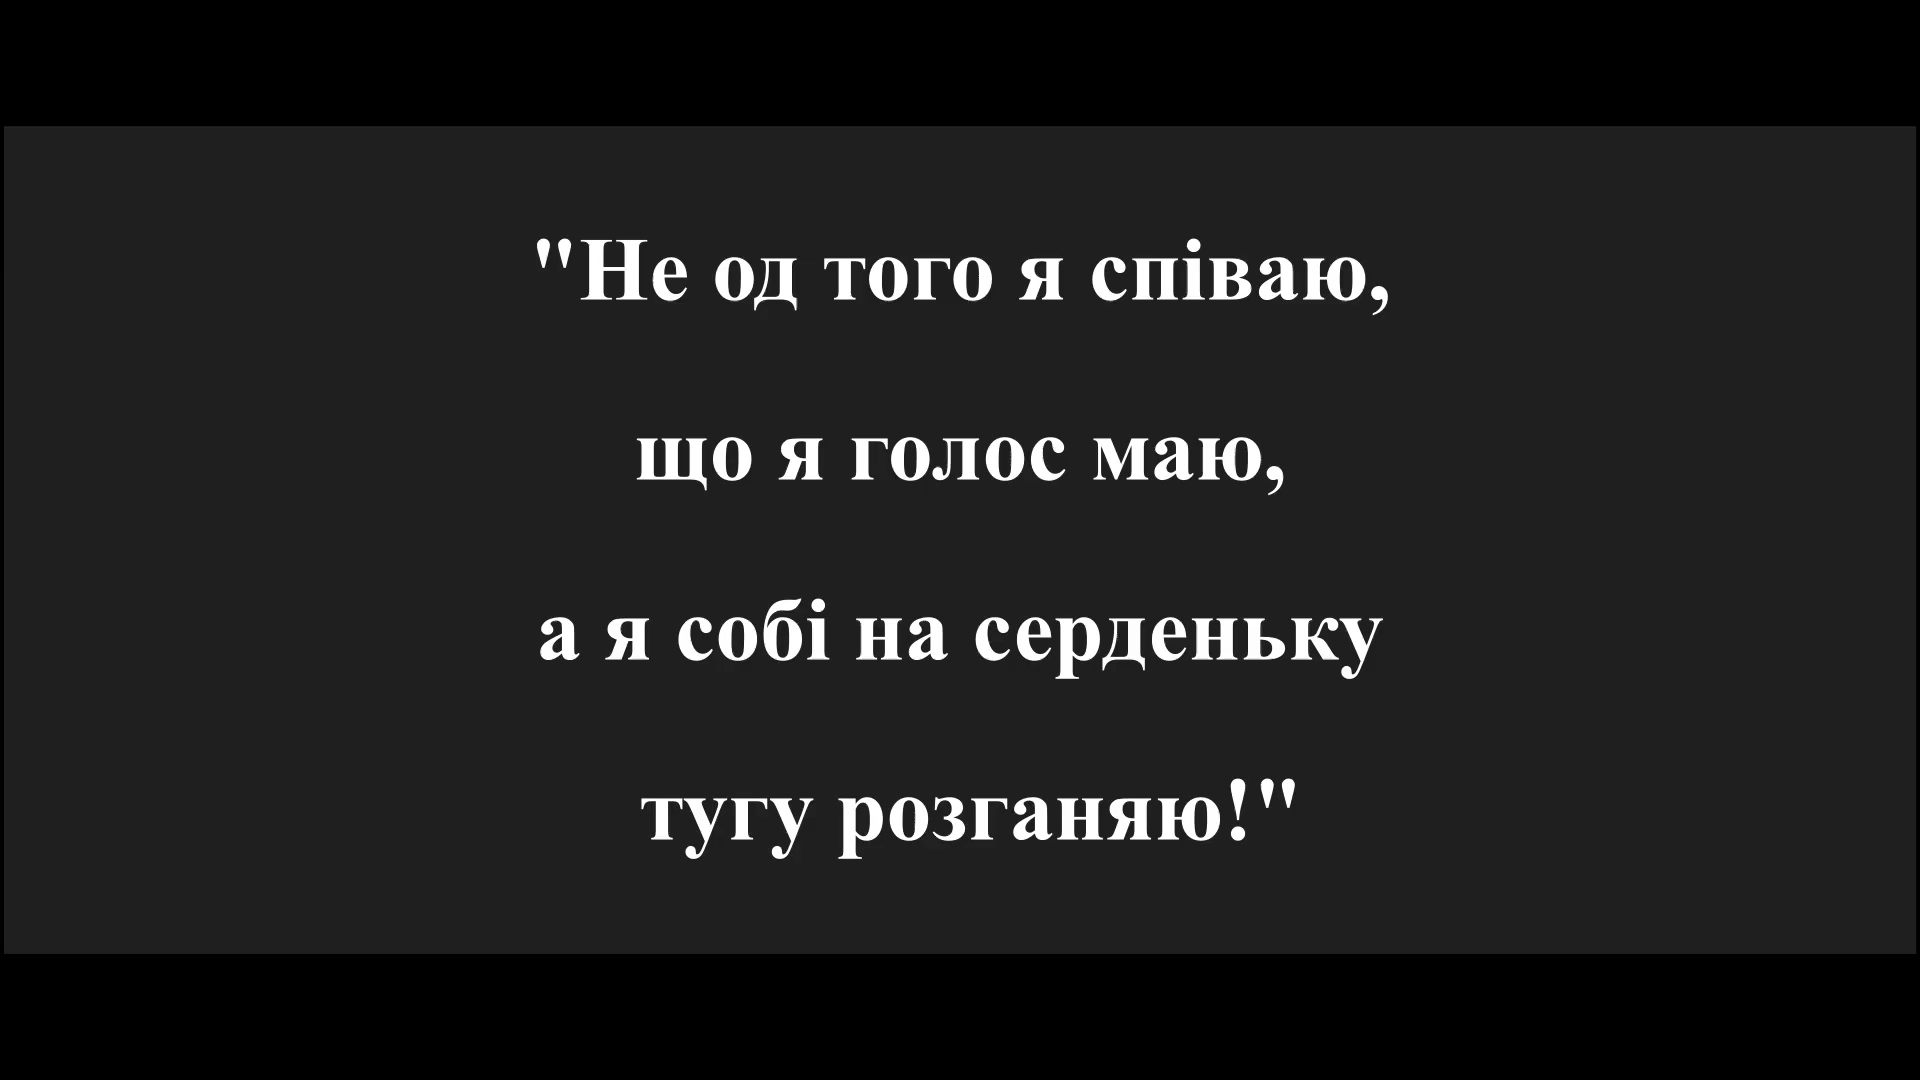 "Не од того я співаю,
що я голос маю,
а я собі на серденьку
тугу розганяю!"